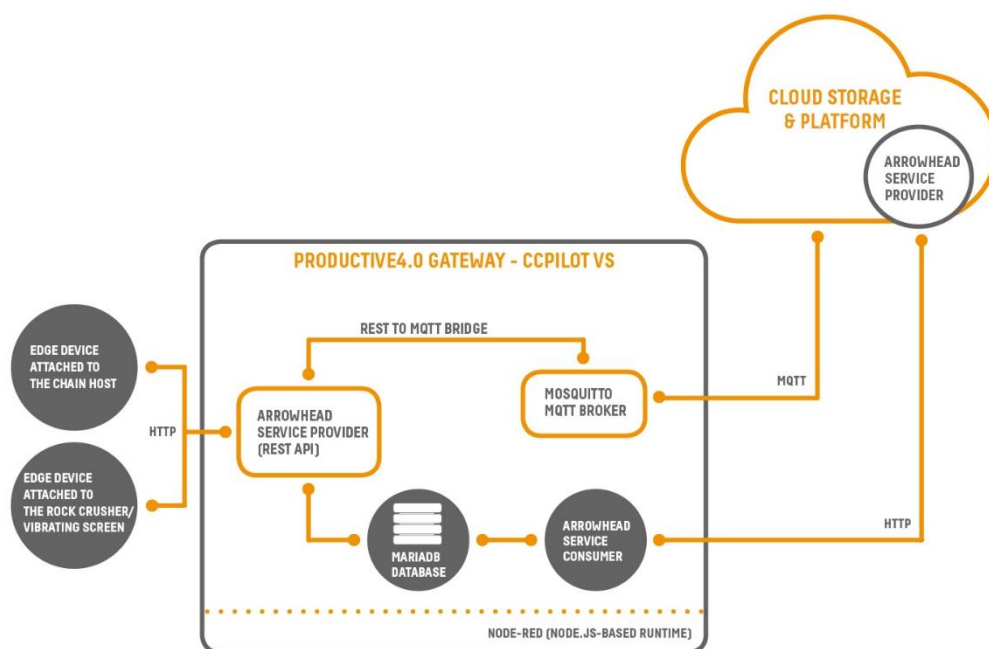 CLOUD STORAGE
& PLATFORM
ARROWHEAD
SERVICE
PROVIDER
PRODUCTIVE4.0 GATEWAY - CCPILOT VS
REST TO MQTT BRIDGE
EDGE DEVICE
ATTACHED TO
THE CHAIN HOST
HTTP
EDGE DEVICE
ATTACHED TO
THE ROCK CRUSHER/
VIBRATING SCREEN
ARROWHEAD
SERVICE PROVIDER
(REST API)
MOSQUITTO
MQTT BROKER
MQTT
MARIADB
DATABASE
ARROWHEAD
SERVICE
CONSUMER
HTTP
NODE-RED (NODE.JS-BASED RUNTIME)